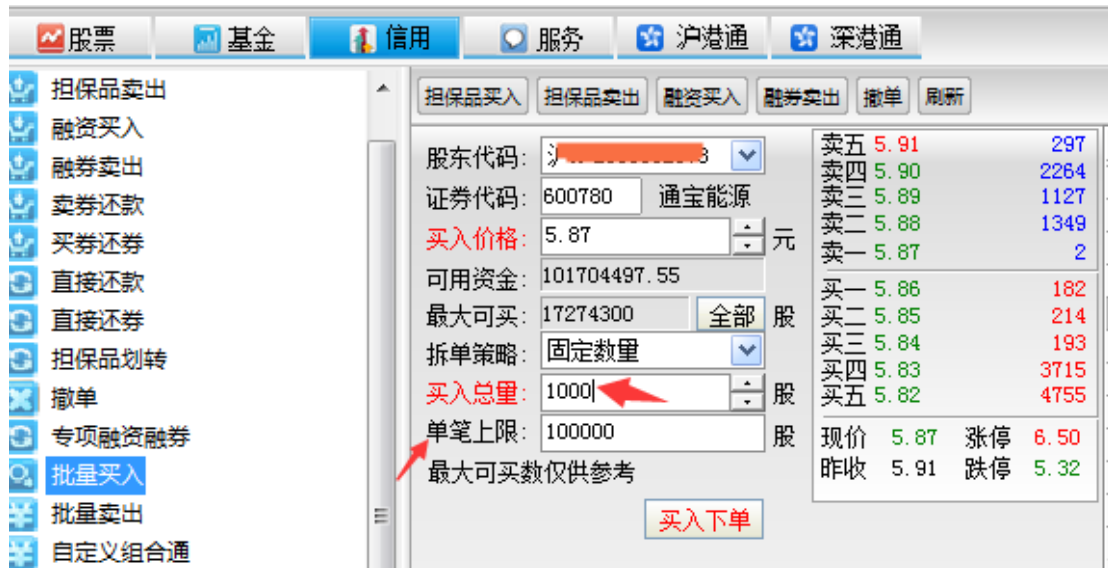 股票 基金 信用 服务 沪港通 深港通
担保品卖出
融资买入
融券卖出
卖券还款
买券还券
直接还款
直接还券
担保品划转
撤单
专项融资融券
批量买入
批量卖出
自定义组合通
担保品买入 担保品卖出 融资买入 融券卖出 撤单 刷新
股东代码:
证券代码: 600780 通宝能源
买入价格: 5.87 元
可用资金: 101704497.55
最大可买: 17274300 全部 股
拆单策略: 固定数量
买入总量: 1000 股
单笔上限: 100000 股
最大可买数仅供参考
买入下单
卖五 5.91 297
卖四 5.90 2264
卖三 5.89 1127
卖二 5.88 1349
卖一 5.87 2
买一 5.86 182
买二 5.85 214
买三 5.84 193
买四 5.83 3715
买五 5.82 4755
现价 5.87 涨停 6.50
昨收 5.91 跌停 5.32